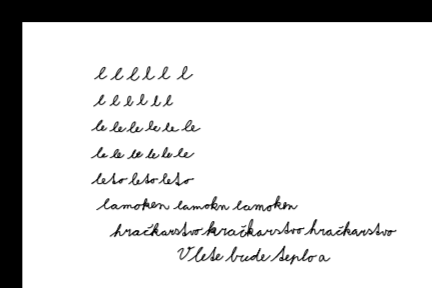 l l l l l l
l l l l l l
le le le le le le
le le le le le le
leto leto leto
lamoken lamokn lamoken
hračkarstvo kračkarstvo hračkarstvo
V lete bude teplo a